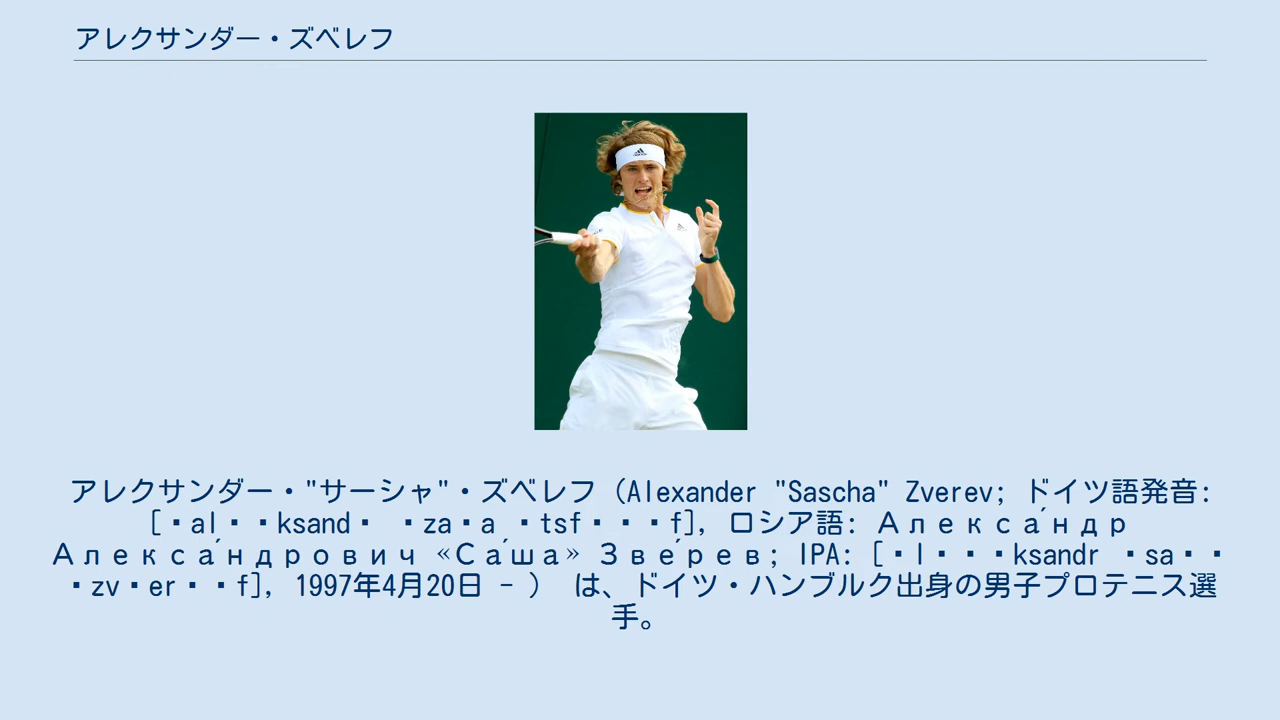 アレクサンダー・ズベレフ
アレクサンダー・"サーシャ"・ズベレフ（Alexander "Sascha" Zverev; ドイツ語発音:
[▪al▪▪ksand▪ ▪za▪a ▪tsf▪▪▪f], ロシア語: Алекса́ндр
Алекса́ндрович «Са́ша» Зве́рев; IPA: [▪l▪▪▪ksandr ▪sa▪▪
▪zv▪er▪▪f], 1997年4月20日 - ） は、ドイツ・ハンブルク出身の男子プロテニス選
手。